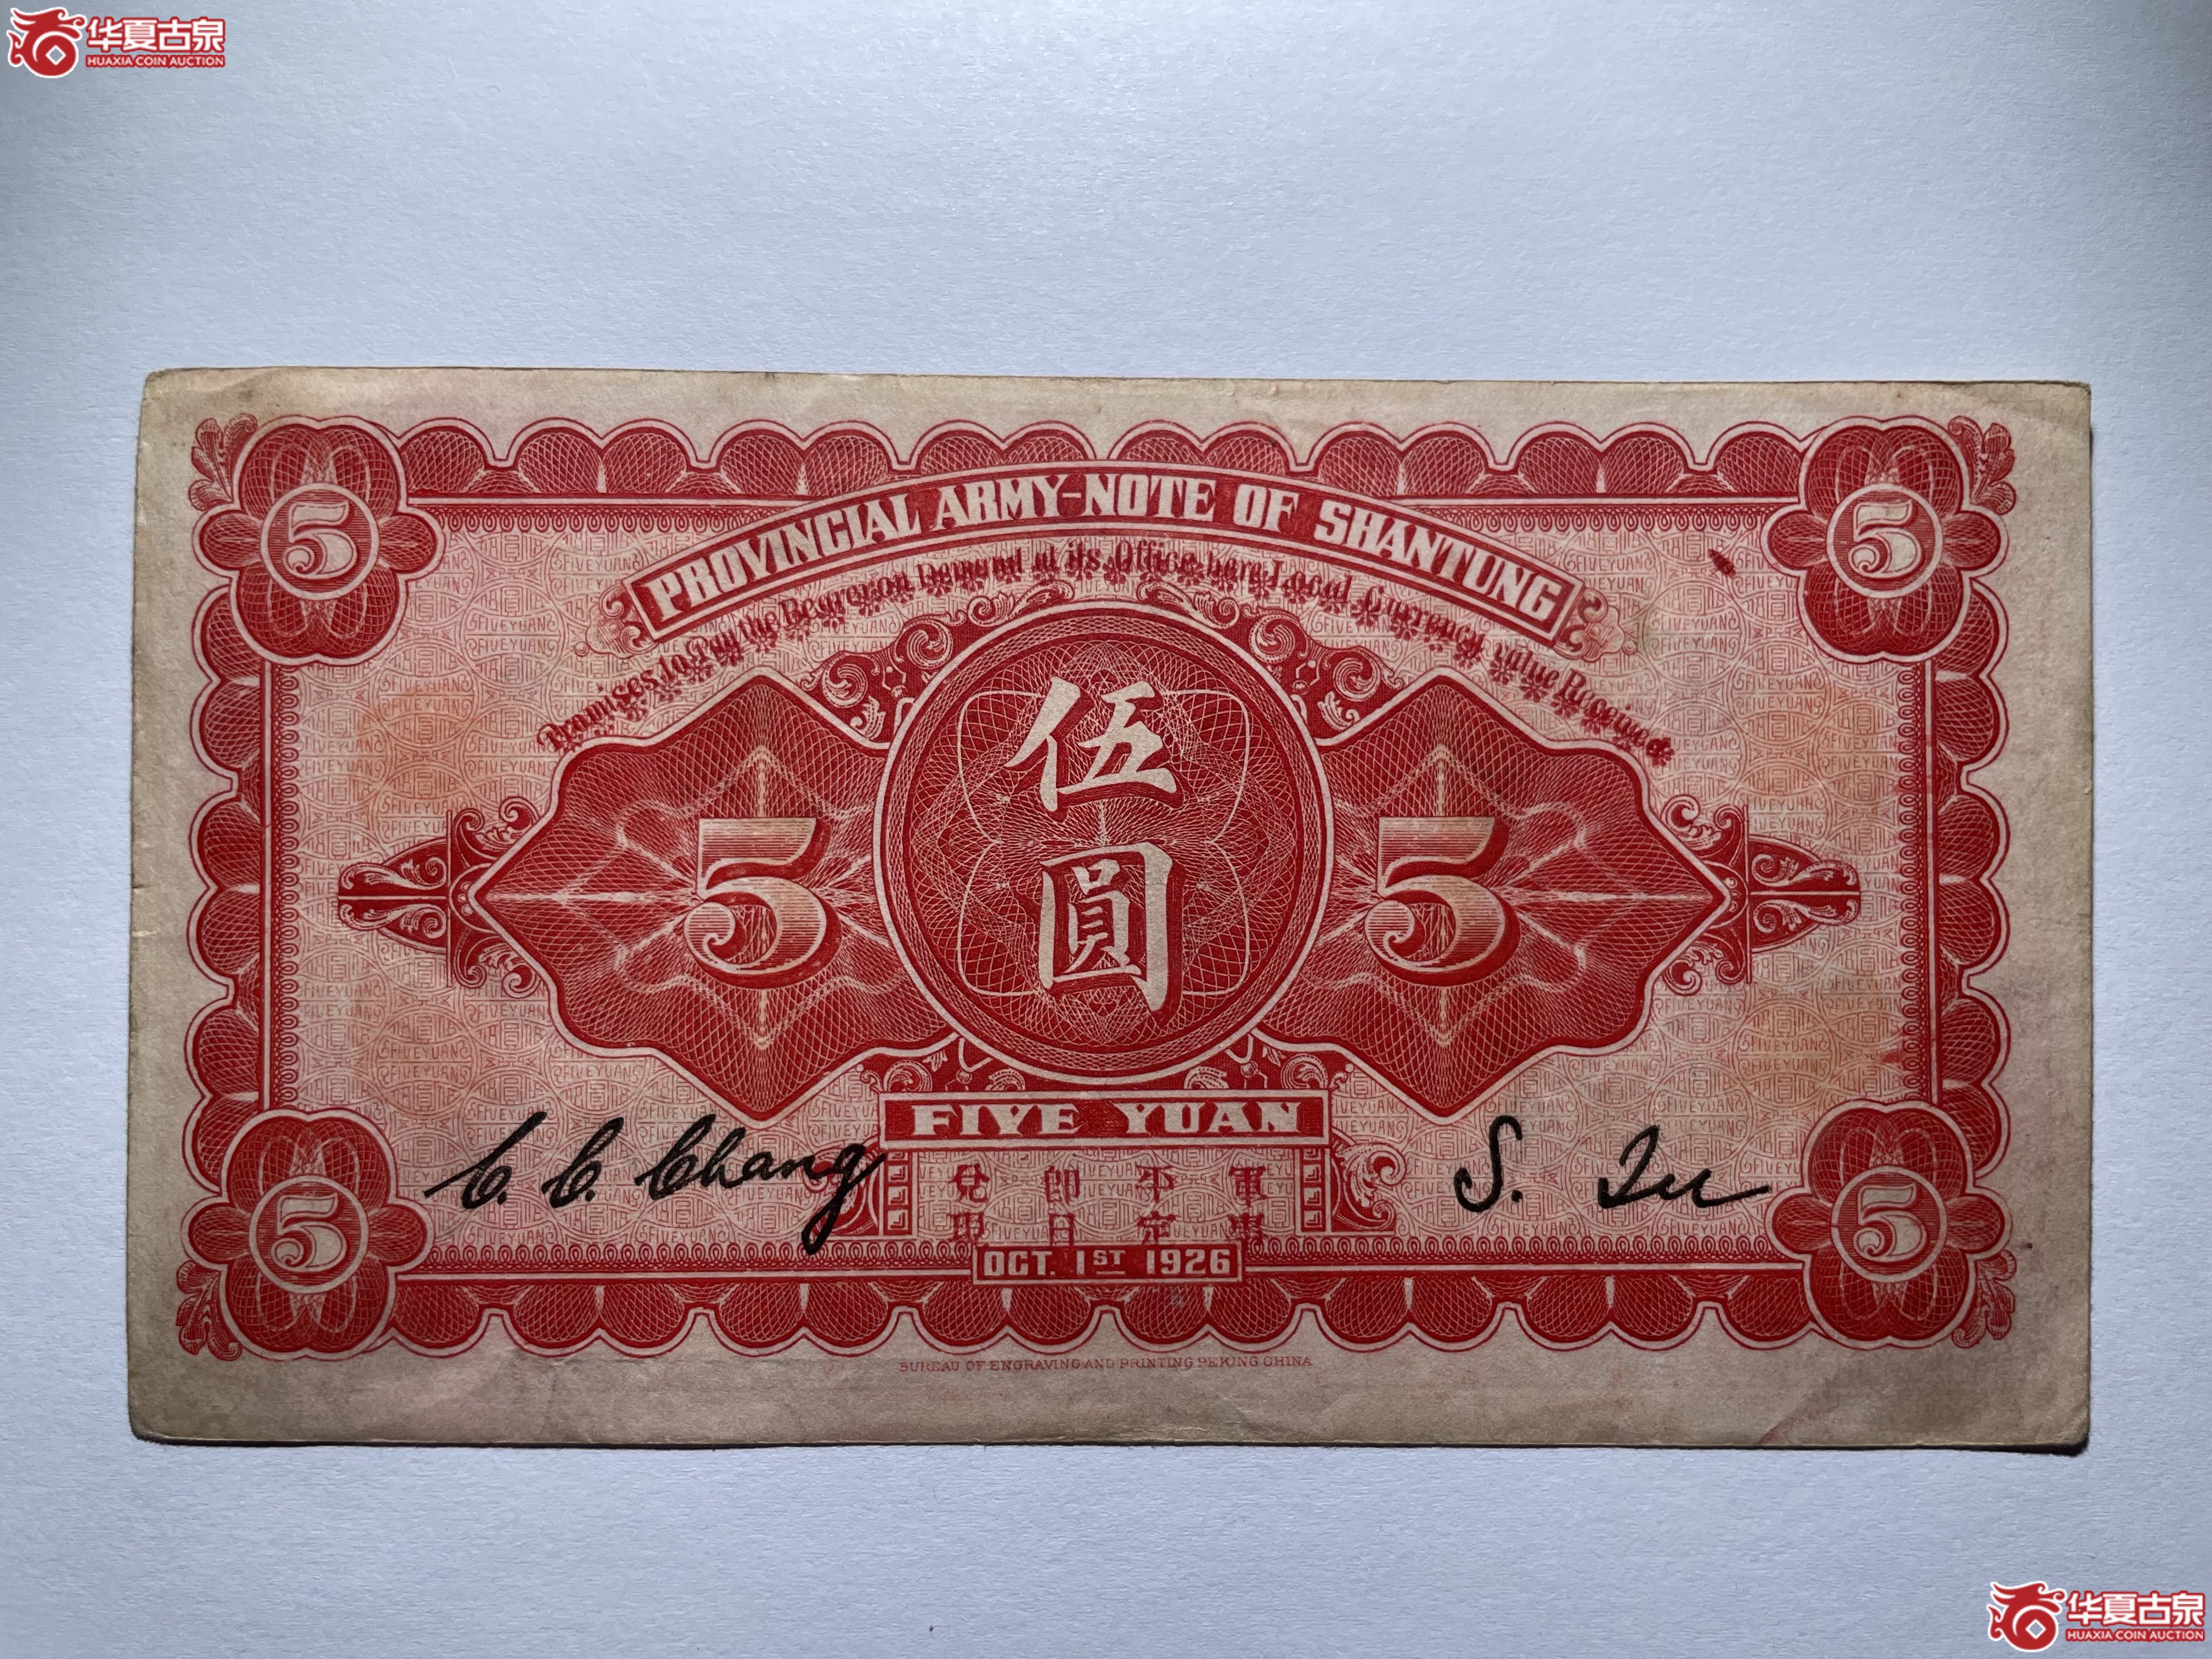 华夏古泉
HUAXIA COIN AUCTION
5
5
PROVINCIAL ARMY-NOTE OF SHANTUNG
Promises to Pay the Bearer on Demand at its Office here Local Currency value Received
伍
圓
5
5
FIVE YUAN
C. C. Chang
兌 即 平 軍
現 日 定 事
OCT. 1ST 1926
5
5
BUREAU OF ENGRAVING AND PRINTING PEKING CHINA
华夏古泉
HUAXIA COIN AUCTION